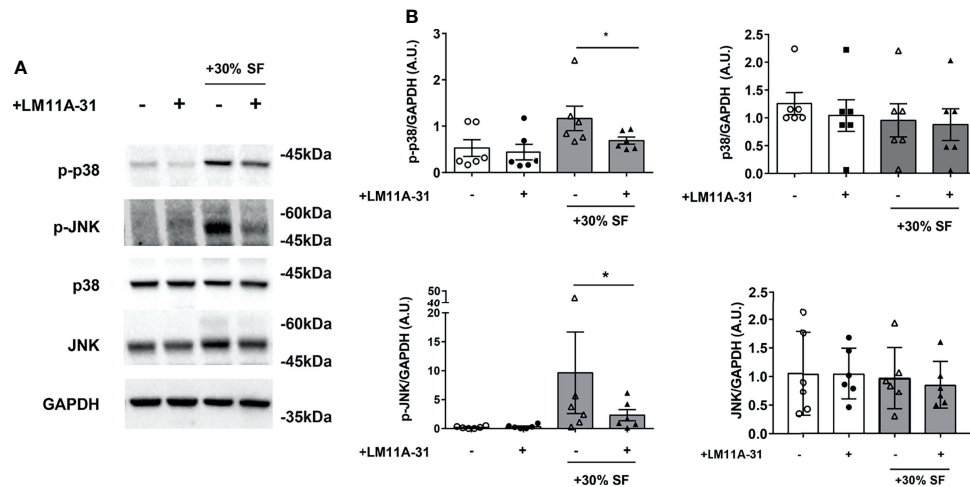 A
+30% SF
+LM11A-31 - + - +
p-p38
-45kDa
p-JNK
-60kDa
-45kDa
p38
-45kDa
JNK
-60kDa
-45kDa
GAPDH
-35kDa
B
p-p38/GAPDH (A.U.)
3
2
1
0
*
+LM11A-31 - + - +
+30% SF
p38/GAPDH (A.U.)
2.5
2.0
1.5
1.0
0.5
0.0
+LM11A-31 - + - +
+30% SF
p-JNK/GAPDH (A.U.)
50
40
20
15
10
5
0
*
+LM11A-31 - + - +
+30% SF
JNK/GAPDH (A.U.)
2.5
2.0
1.5
1.0
0.5
0.0
+LM11A-31 - + - +
+30% SF